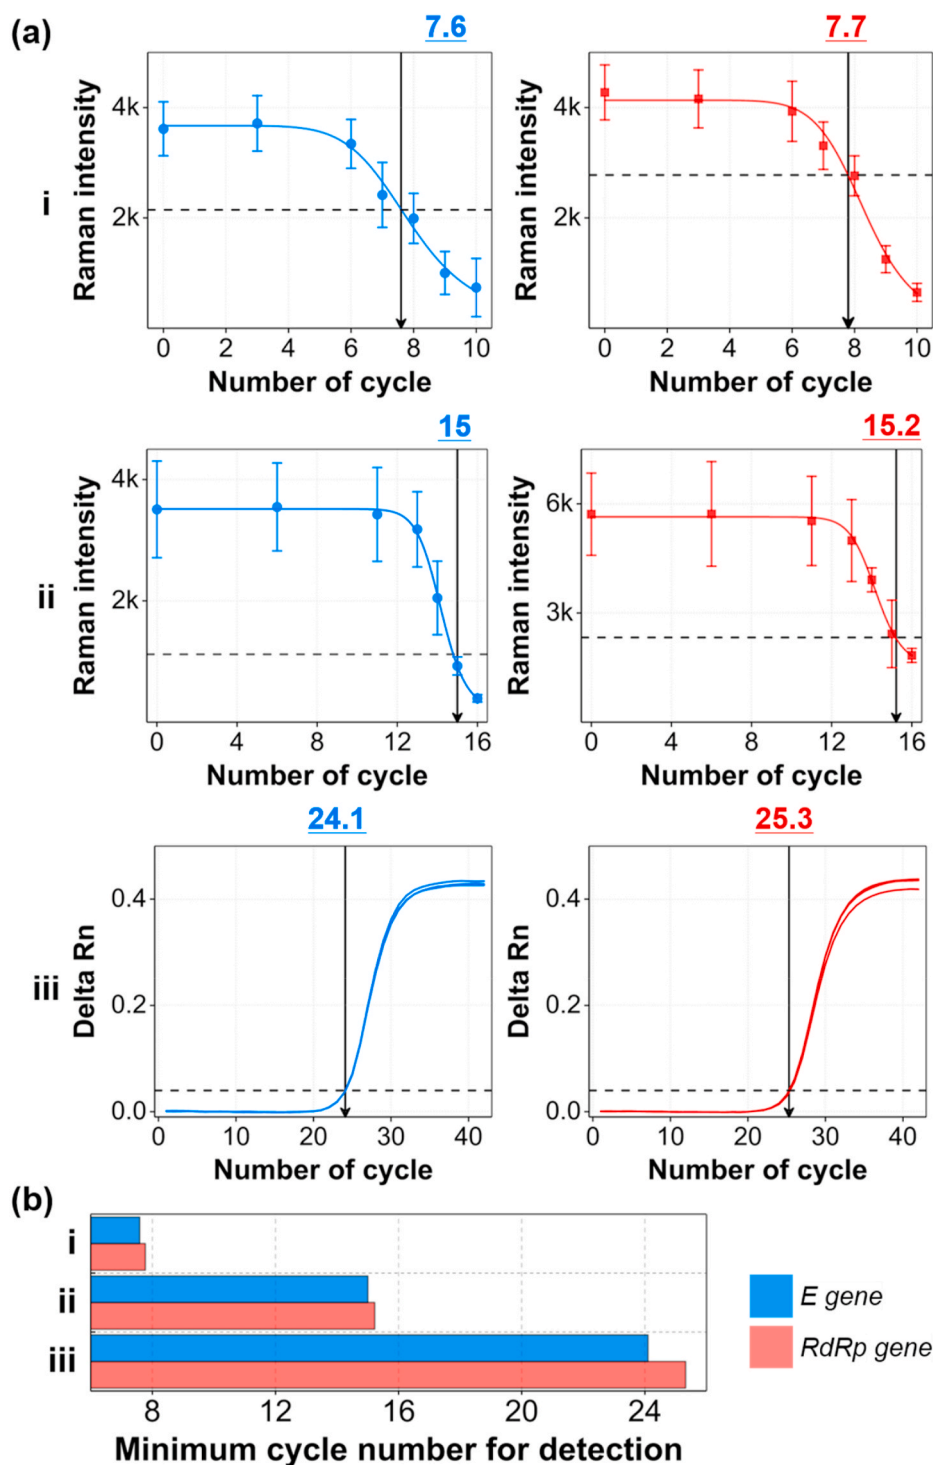 (a)
7.6
7.7
i
Raman intensity
4k
2k
0 2 4 6 8 10
Number of cycle
Raman intensity
4k
2k
0 2 4 6 8 10
Number of cycle
15
15.2
ii
Raman intensity
4k
2k
0 4 8 12 16
Number of cycle
Raman intensity
6k
3k
0 4 8 12 16
Number of cycle
24.1
25.3
iii
Delta Rn
0.4
0.2
0.0
0 10 20 30 40
Number of cycle
Delta Rn
0.4
0.2
0.0
0 10 20 30 40
Number of cycle
(b)
i
ii
iii
8 12 16 20 24
Minimum cycle number for detection
E gene
RdRp gene